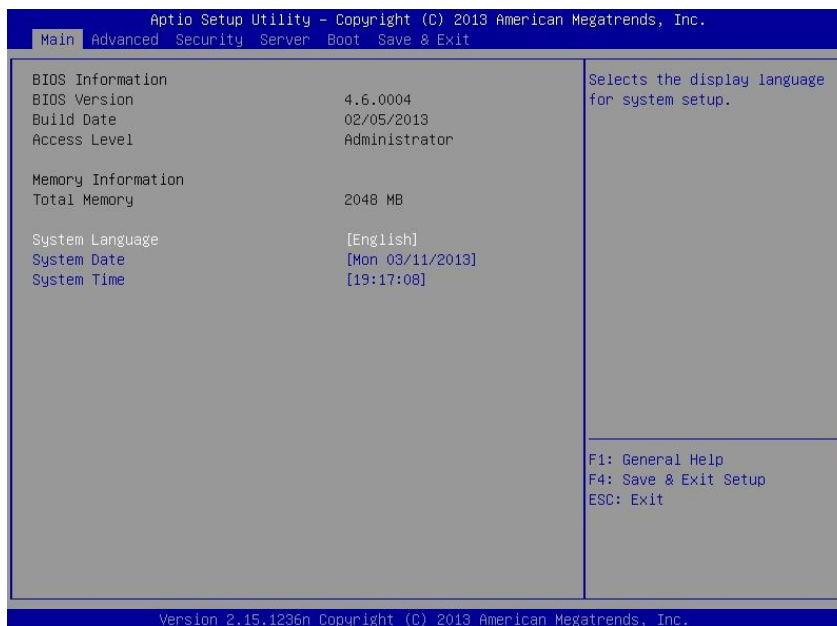 Aptio Setup Utility – Copyright (C) 2013 American Megatrends, Inc.
Main Advanced Security Server Boot Save & Exit
BIOS Information
BIOS Version 4.6.0004
Build Date 02/05/2013
Access Level Administrator
Memory Information
Total Memory 2048 MB
System Language [English]
System Date [Mon 03/11/2013]
System Time [19:17:08]
Selects the display language
for system setup.
F1: General Help
F4: Save & Exit Setup
ESC: Exit
Version 2.15.1236n Copyright (C) 2013 American Megatrends, Inc.